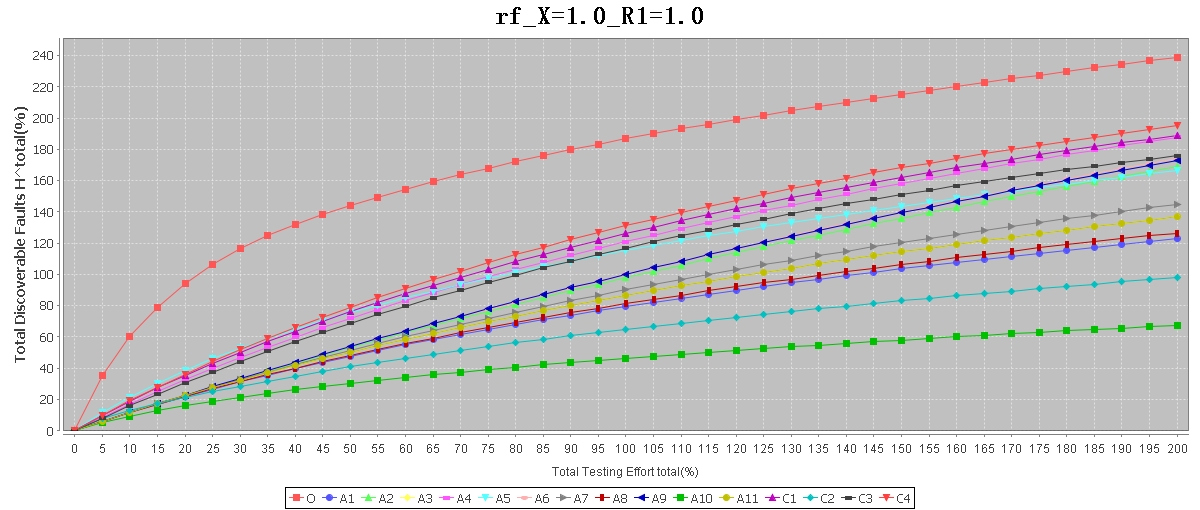 rf_X=1.0_R1=1.0
Total Discoverable Faults H^total(%)
240
220
200
180
160
140
120
100
80
60
40
20
0
0 5 10 15 20 25 30 35 40 45 50 55 60 65 70 75 80 85 90 95 100 105 110 115 120 125 130 135 140 145 150 155 160 165 170 175 180 185 190 195 200
Total Testing Effort total(%)
O A1 A2 A3 A4 A5 A6 A7 A8 A9 A10 A11 C1 C2 C3 C4